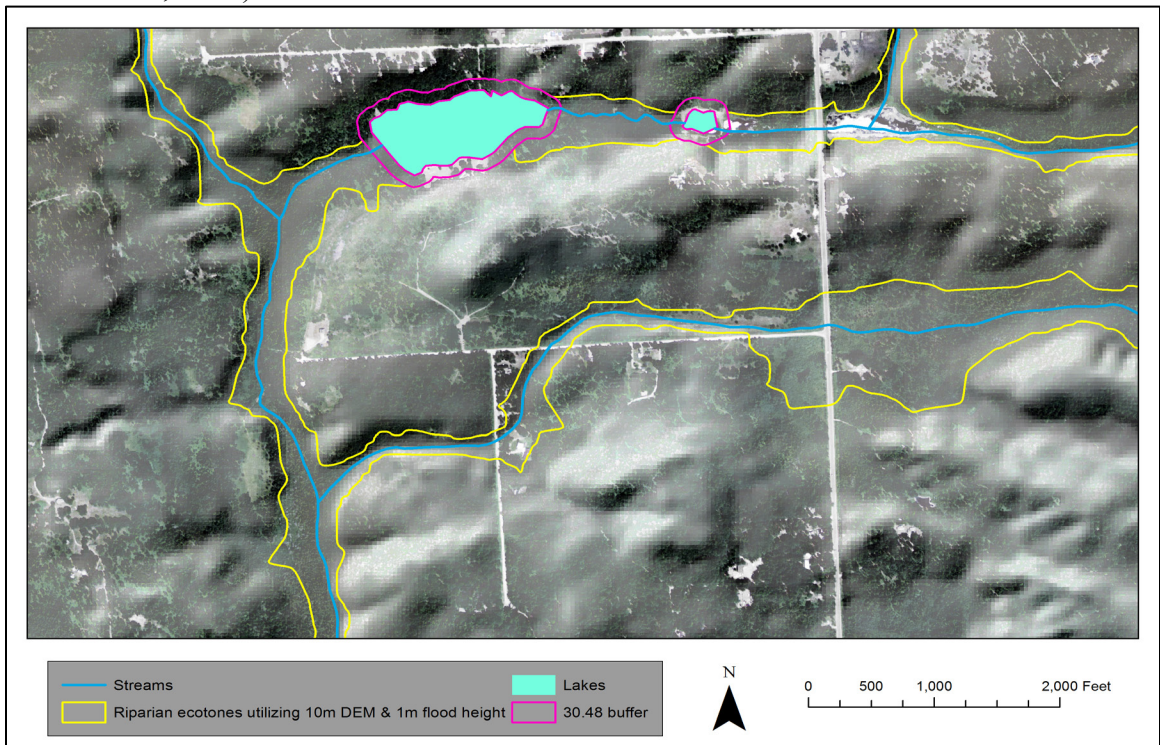 Streams
Riparian ecotones utilizing 10m DEM & 1m flood height
Lakes
30.48 buffer
N
0 500 1,000 2,000 Feet